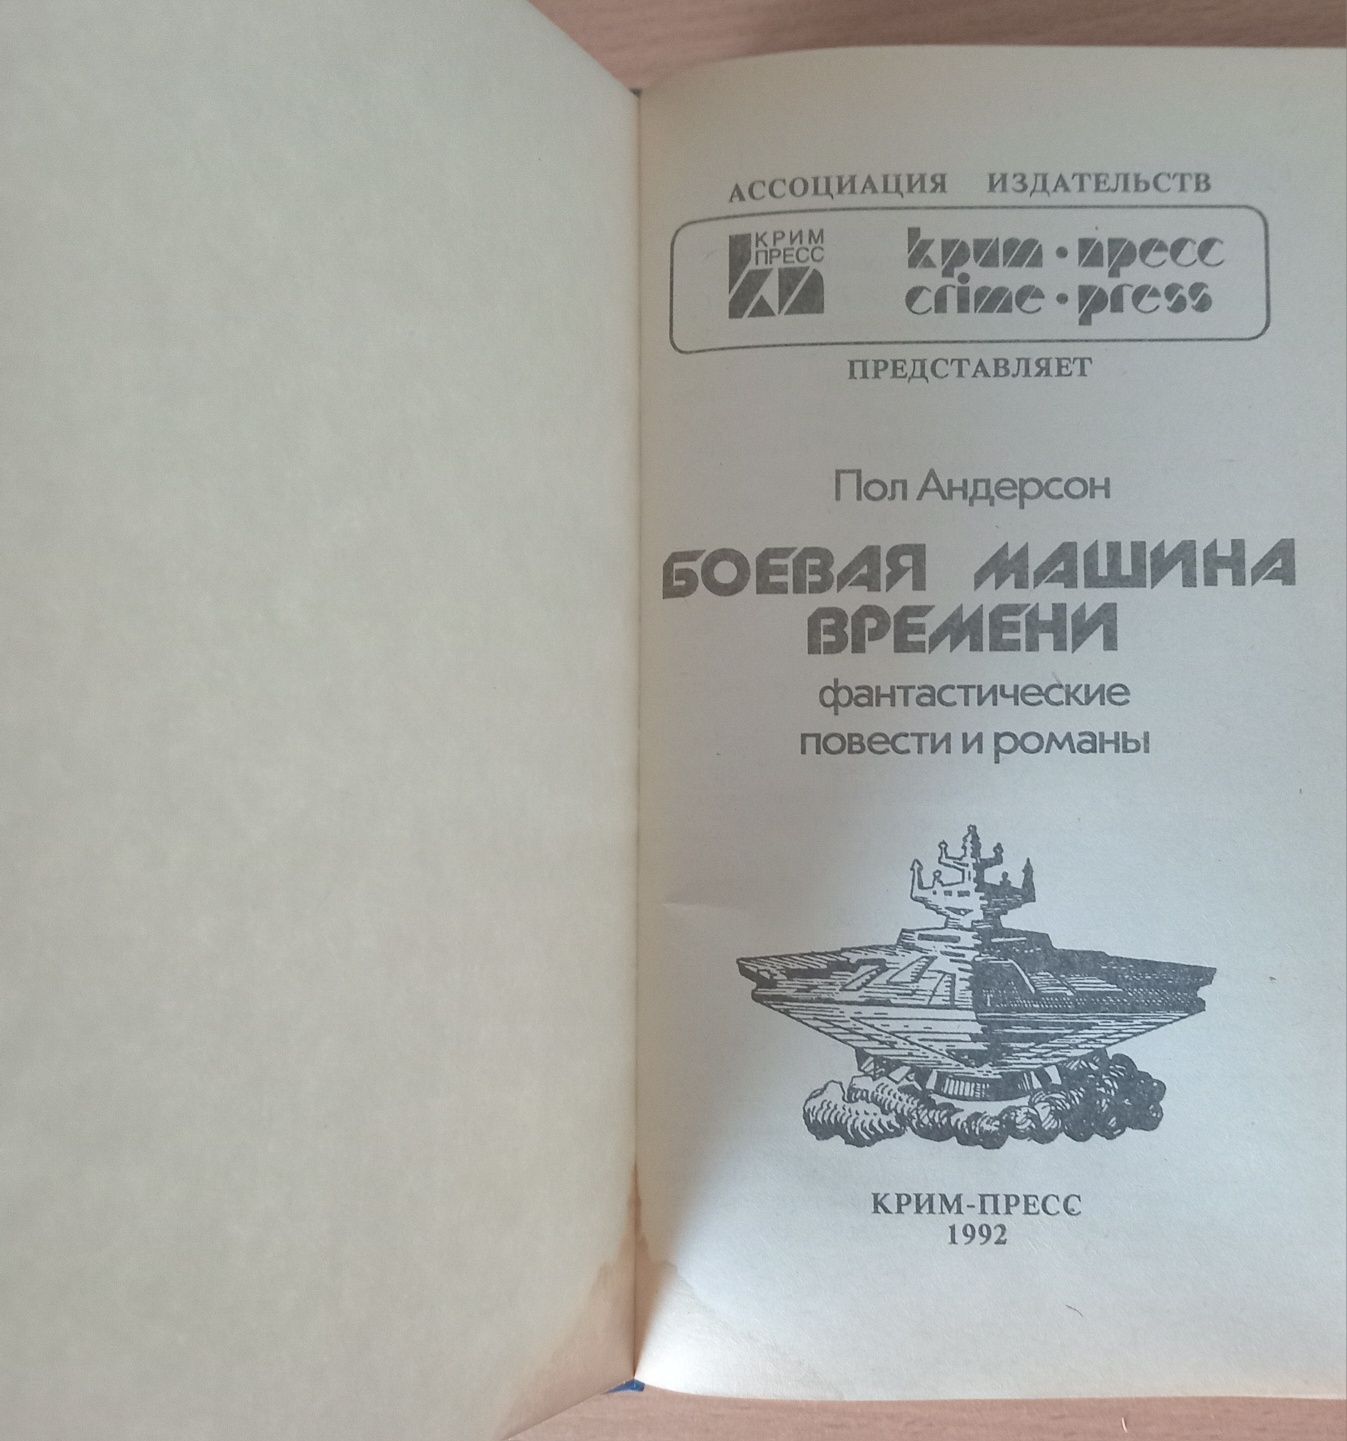 АССОЦИАЦИЯ ИЗДАТЕЛЬСТВ
КРИМ
ПРЕСС
кп
крим·пресс
crime·press
ПРЕДСТАВЛЯЕТ
Пол Андерсон
БОЕВАЯ МАШИНА
ВРЕМЕНИ
фантастические
повести и романы
КРИМ-ПРЕСС
1992